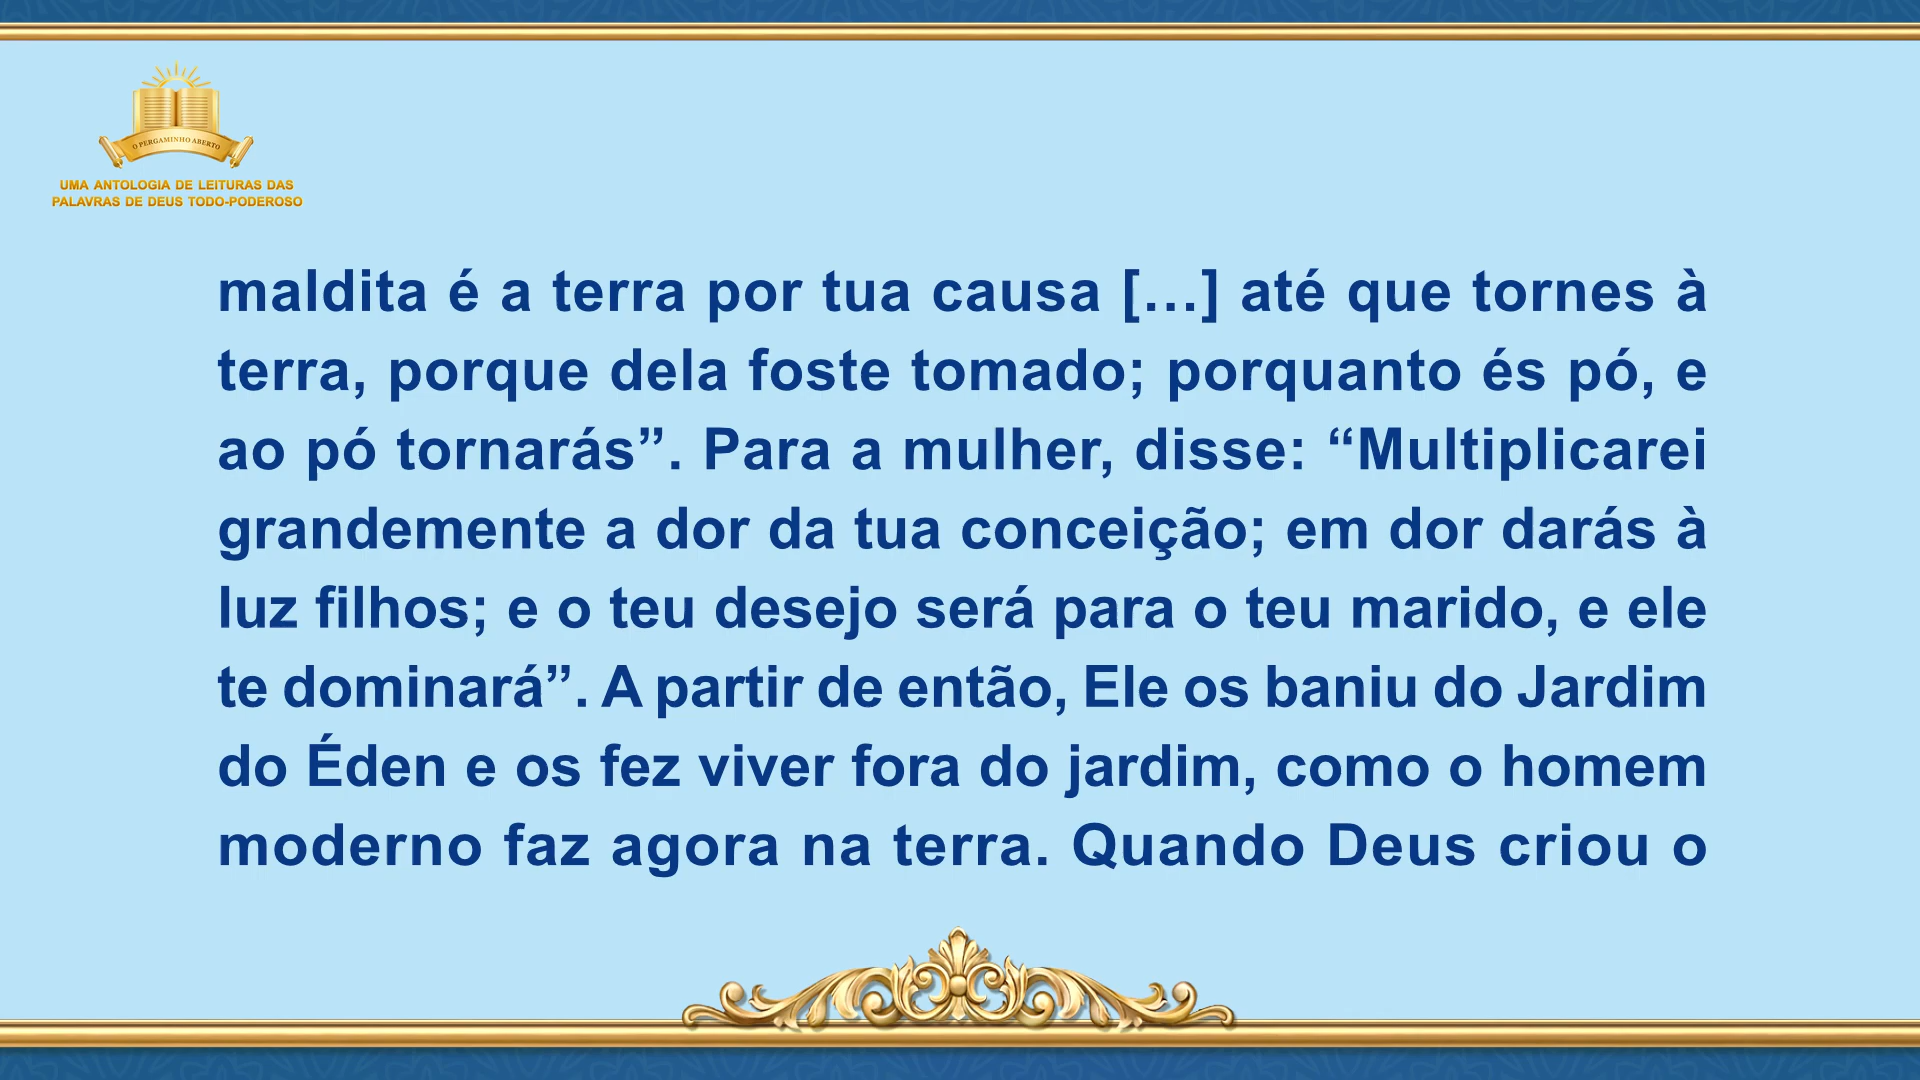 O PERGAMINHO ABERTO
UMA ANTOLOGIA DE LEITURAS DAS
PALAVRAS DE DEUS TODO-PODEROSO
maldita é a terra por tua causa […] até que tornes à
terra, porque dela foste tomado; porquanto és pó, e
ao pó tornarás”. Para a mulher, disse: “Multiplicarei
grandemente a dor da tua conceição; em dor darás à
luz filhos; e o teu desejo será para o teu marido, e ele
te dominará”. A partir de então, Ele os baniu do Jardim
do Éden e os fez viver fora do jardim, como o homem
moderno faz agora na terra. Quando Deus criou o